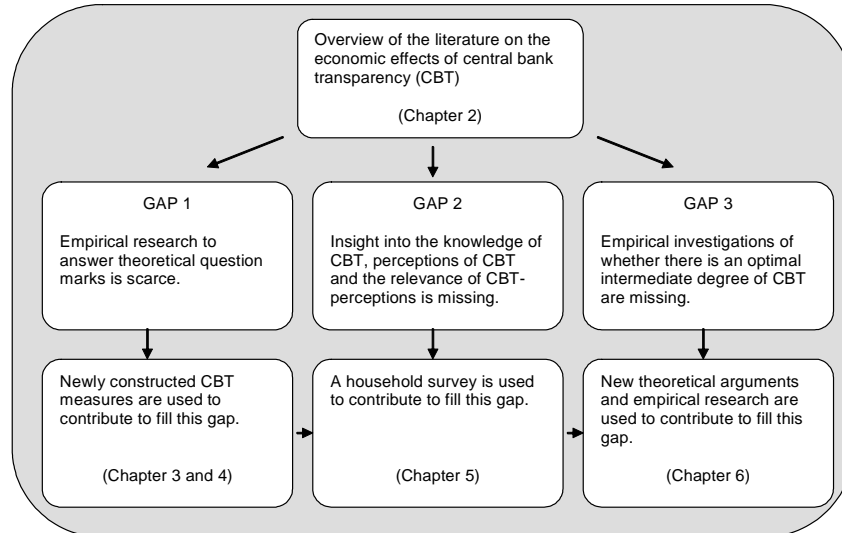 Overview of the literature on the
economic effects of central bank
transparency (CBT)
(Chapter 2)
GAP 1
Empirical research to
answer theoretical question
marks is scarce.
GAP 2
Insight into the knowledge of
CBT, perceptions of CBT
and the relevance of CBT-
perceptions is missing.
GAP 3
Empirical investigations of
whether there is an optimal
intermediate degree of CBT
are missing.
Newly constructed CBT
measures are used to
contribute to fill this gap.
(Chapter 3 and 4)
A household survey is used
to contribute to fill this gap.
(Chapter 5)
New theoretical arguments
and empirical research are
used to contribute to fill this
gap.
(Chapter 6)